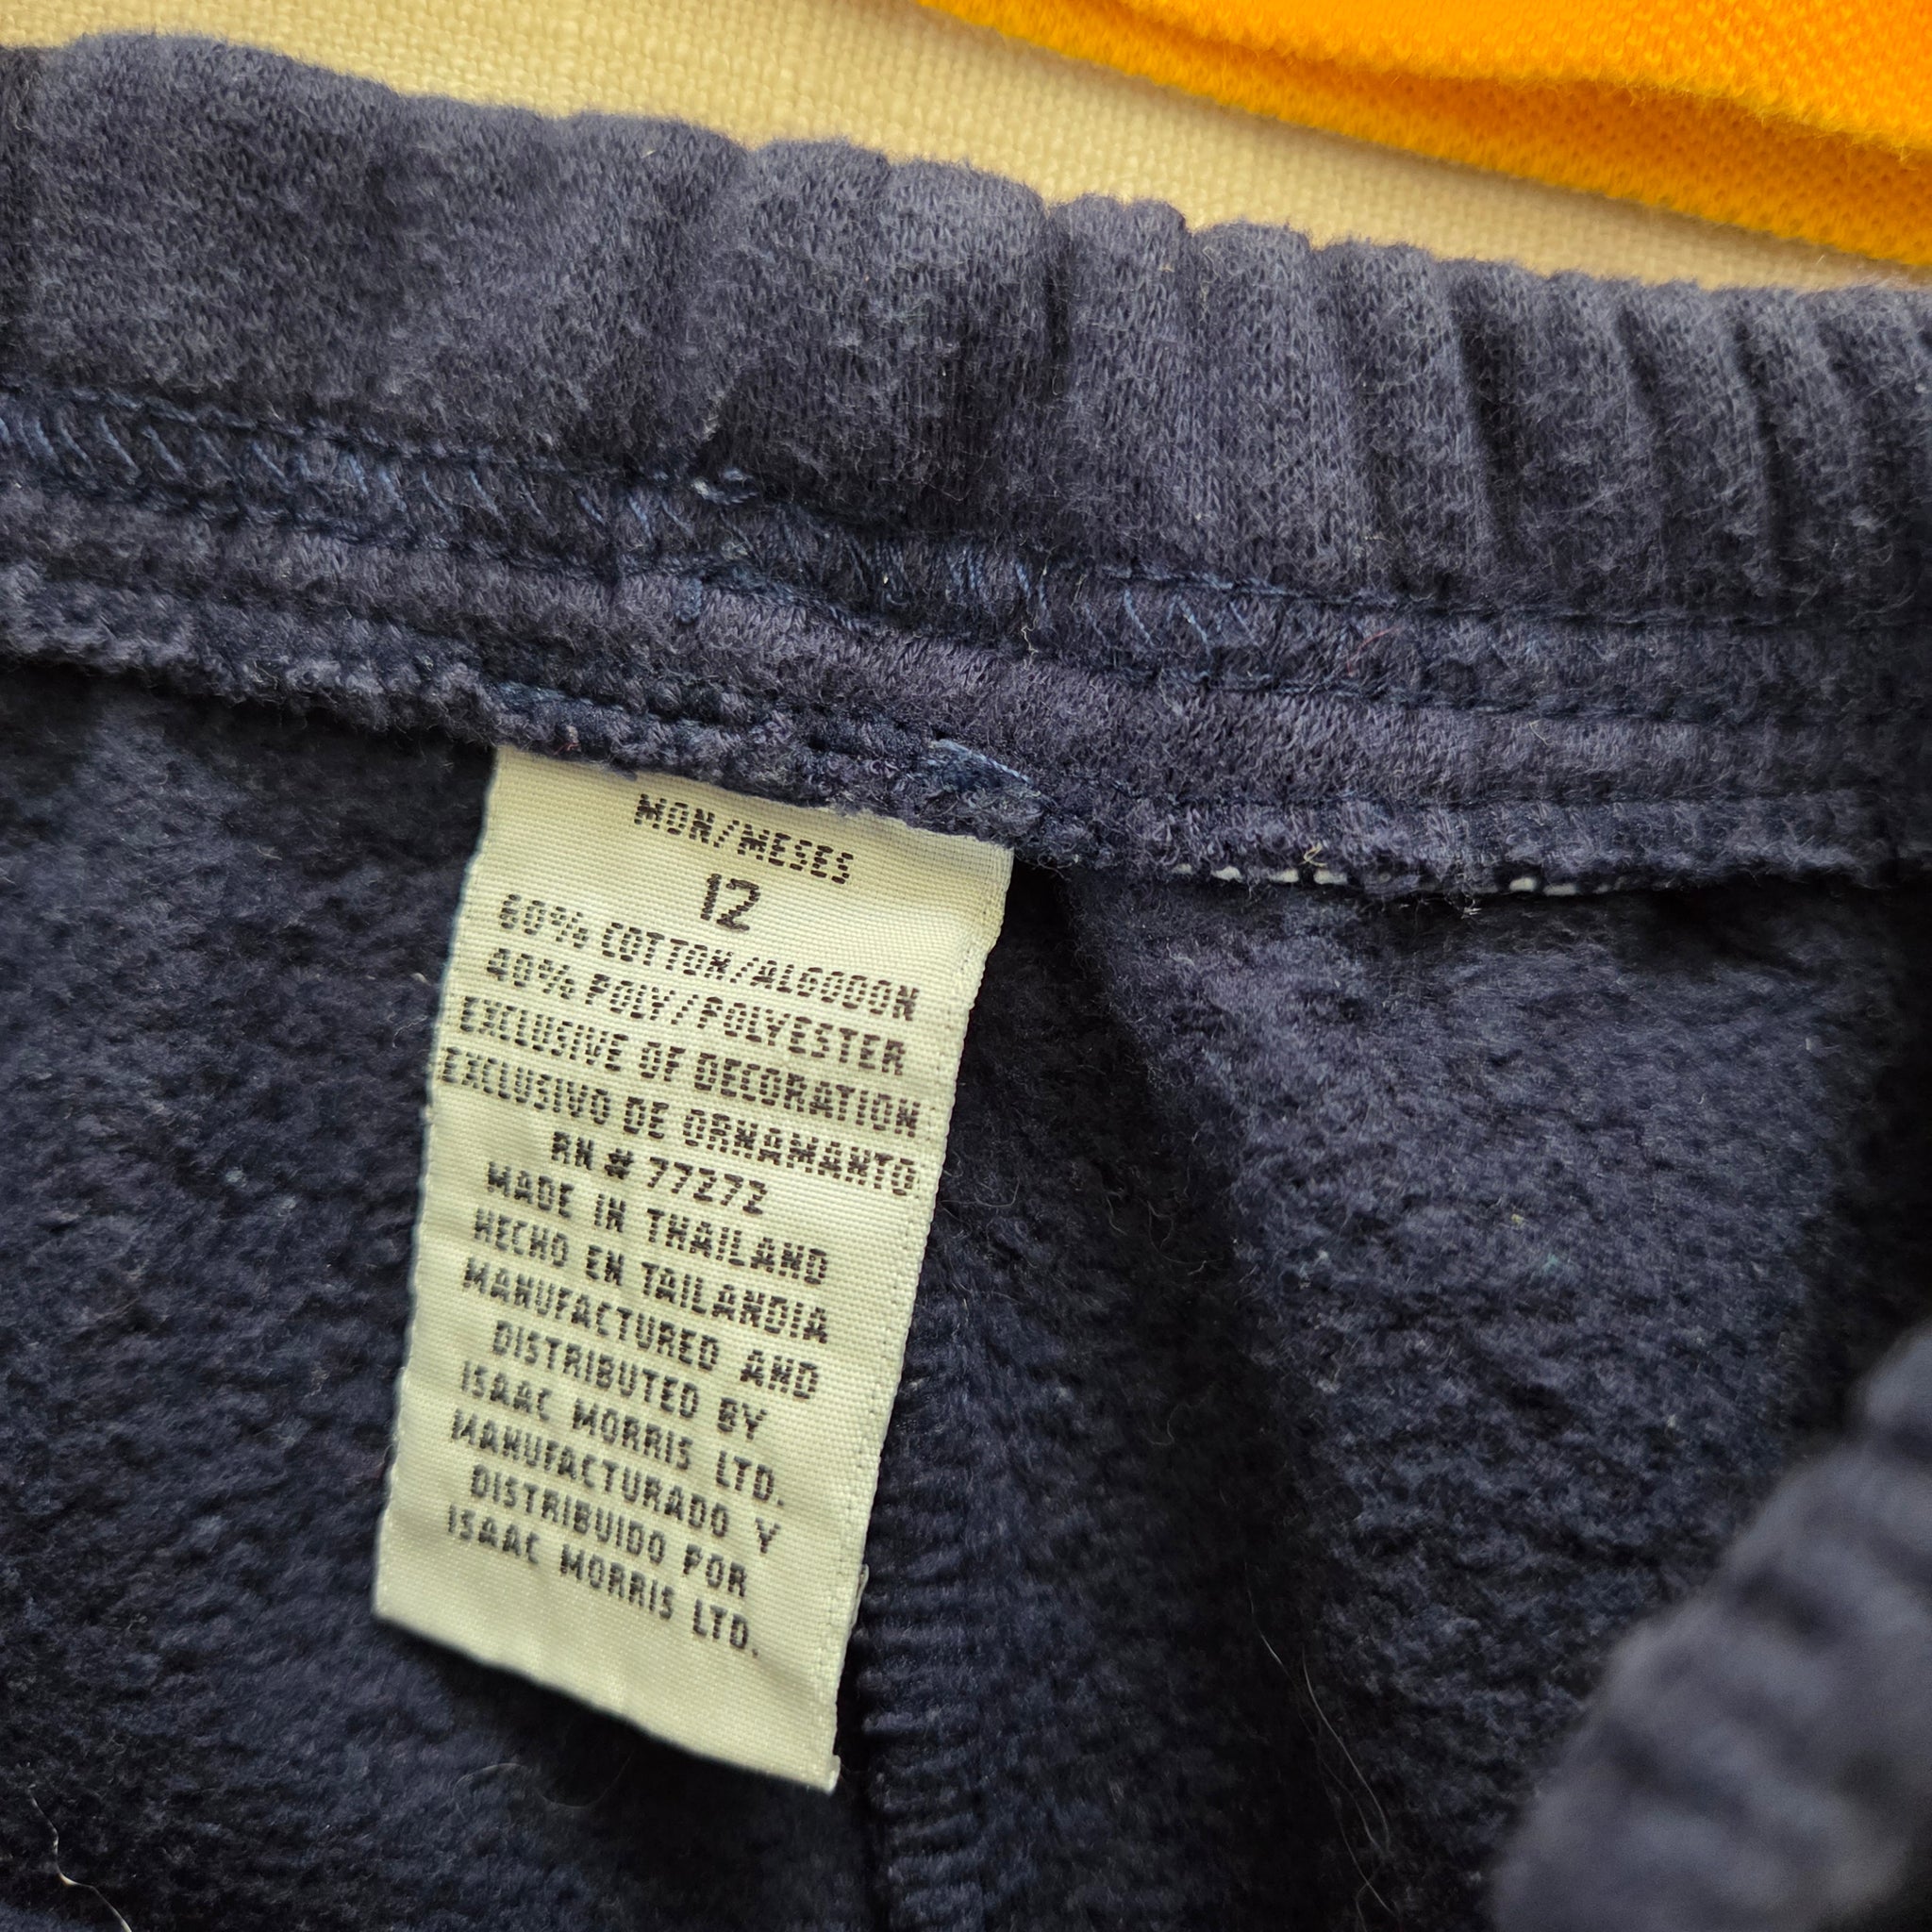 MON/MESES
12
60% COTTON/ALGODON
40% POLY/POLYESTER
EXCLUSIVE OF DECORATION
EXCLUSIVO DE ORNAMANTO
RN # 77272
MADE IN THAILAND
HECHO EN TAILANDIA
MANUFACTURED AND
DISTRIBUTED BY
ISAAC MORRIS LTD.
MANUFACTURADO Y
DISTRIBUIDO POR
ISAAC MORRIS LTD.